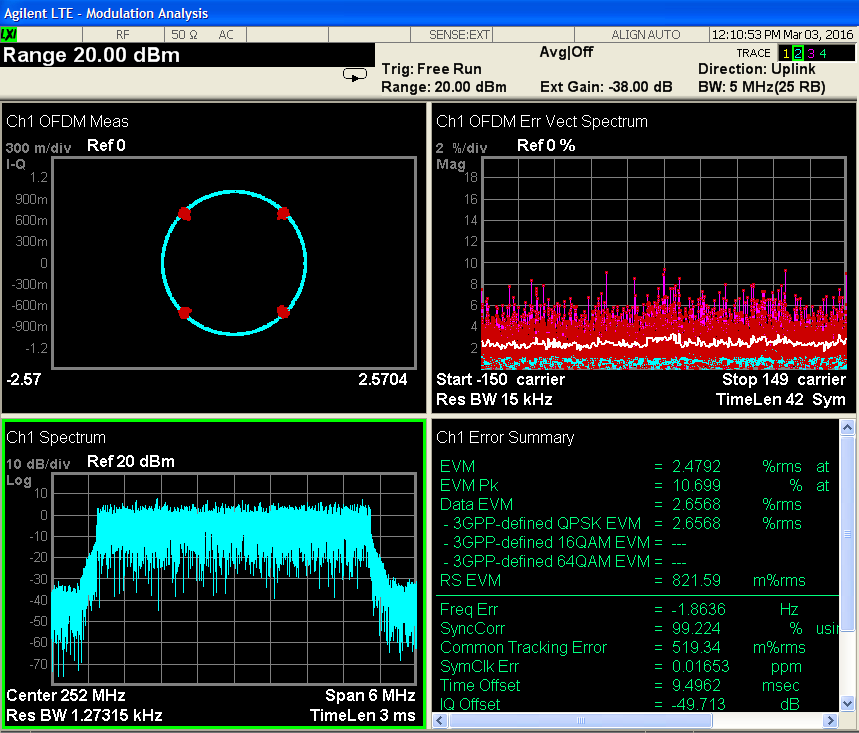 Agilent LTE - Modulation Analysis
LXI RF 50 Ω AC SENSE:EXT ALIGN AUTO 12:10:53 PM Mar 03, 2016
Range 20.00 dBm
Avg|Off
TRACE 1 2 3 4
Trig: Free Run
Direction: Uplink
Range: 20.00 dBm
Ext Gain: -38.00 dB
BW: 5 MHz(25 RB)
Ch1 OFDM Meas
300 m/div Ref 0
I-Q
1.2
900m
600m
300m
0
-300m
-600m
-900m
-1.2
-2.57 2.5704
Ch1 OFDM Err Vect Spectrum
2 %/div Ref 0 %
Mag
18
16
14
12
10
8
6
4
2
Start -150 carrier Stop 149 carrier
Res BW 15 kHz TimeLen 42 Sym
Ch1 Spectrum
10 dB/div Ref 20 dBm
Log
10
0
-10
-20
-30
-40
-50
-60
-70
Center 252 MHz Span 6 MHz
Res BW 1.27315 kHz TimeLen 3 ms
Ch1 Error Summary
EVM = 2.4792 %rms at
EVM Pk = 10.699 % at
Data EVM = 2.6568 %rms
- 3GPP-defined QPSK EVM = 2.6568 %rms
- 3GPP-defined 16QAM EVM = ---
- 3GPP-defined 64QAM EVM = ---
RS EVM = 821.59 m%rms
Freq Err = -1.8636 Hz
SyncCorr = 99.224 % usin
Common Tracking Error = 519.34 m%rms
SymClk Err = 0.01653 ppm
Time Offset = 9.4962 msec
IQ Offset = -49.713 dB